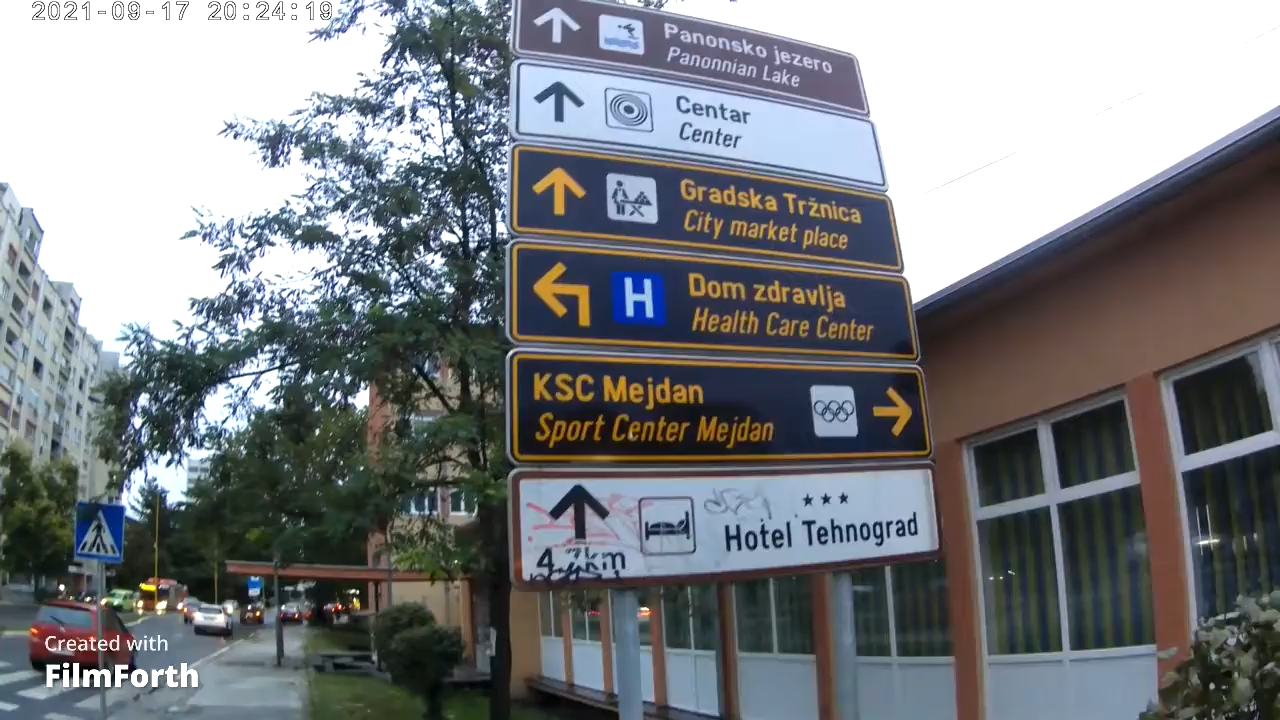 2021-09-17 20:24:19
Panonsko jezero
Panonnian Lake
Centar
Center
Gradska Tržnica
City market place
H
Dom zdravlja
Health Care Center
KSC Mejdan
Sport Center Mejdan
Hotel Tehnograd
Created with
FilmForth